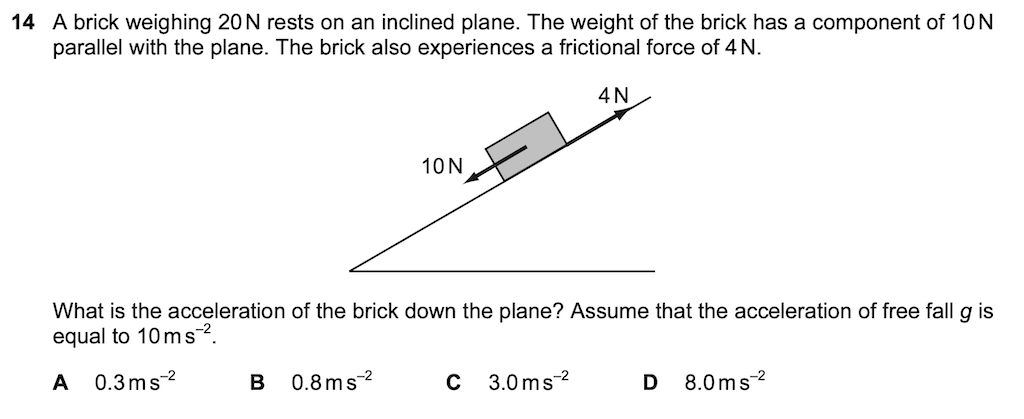 14 A brick weighing 20 N rests on an inclined plane. The weight of the brick has a component of 10 N
parallel with the plane. The brick also experiences a frictional force of 4 N.
4 N
10 N
What is the acceleration of the brick down the plane? Assume that the acceleration of free fall g is
equal to 10 m s⁻².
A 0.3 m s⁻² B 0.8 m s⁻² C 3.0 m s⁻² D 8.0 m s⁻²